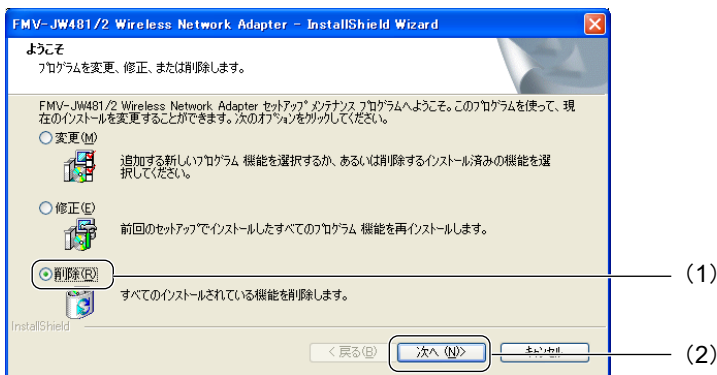 FMV-JW481/2 Wireless Network Adapter - InstallShield Wizard
ようこそ
プログラムを変更、修正、または削除します。
FMV-JW481/2 Wireless Network Adapter セットアップ メンテナンス プログラムへようこそ。このプログラムを使って、現
在のインストールを変更することができます。次のオプションをクリックしてください。
変更(M)
追加する新しいプログラム 機能を選択するか、あるいは削除するインストール済みの機能を選
択してください。
修正(E)
前回のセットアップでインストールしたすべてのプログラム 機能を再インストールします。
削除(R)
(1)
すべてのインストールされている機能を削除します。
InstallShield
< 戻る(B)
次へ (N)>
キャンセル
(2)